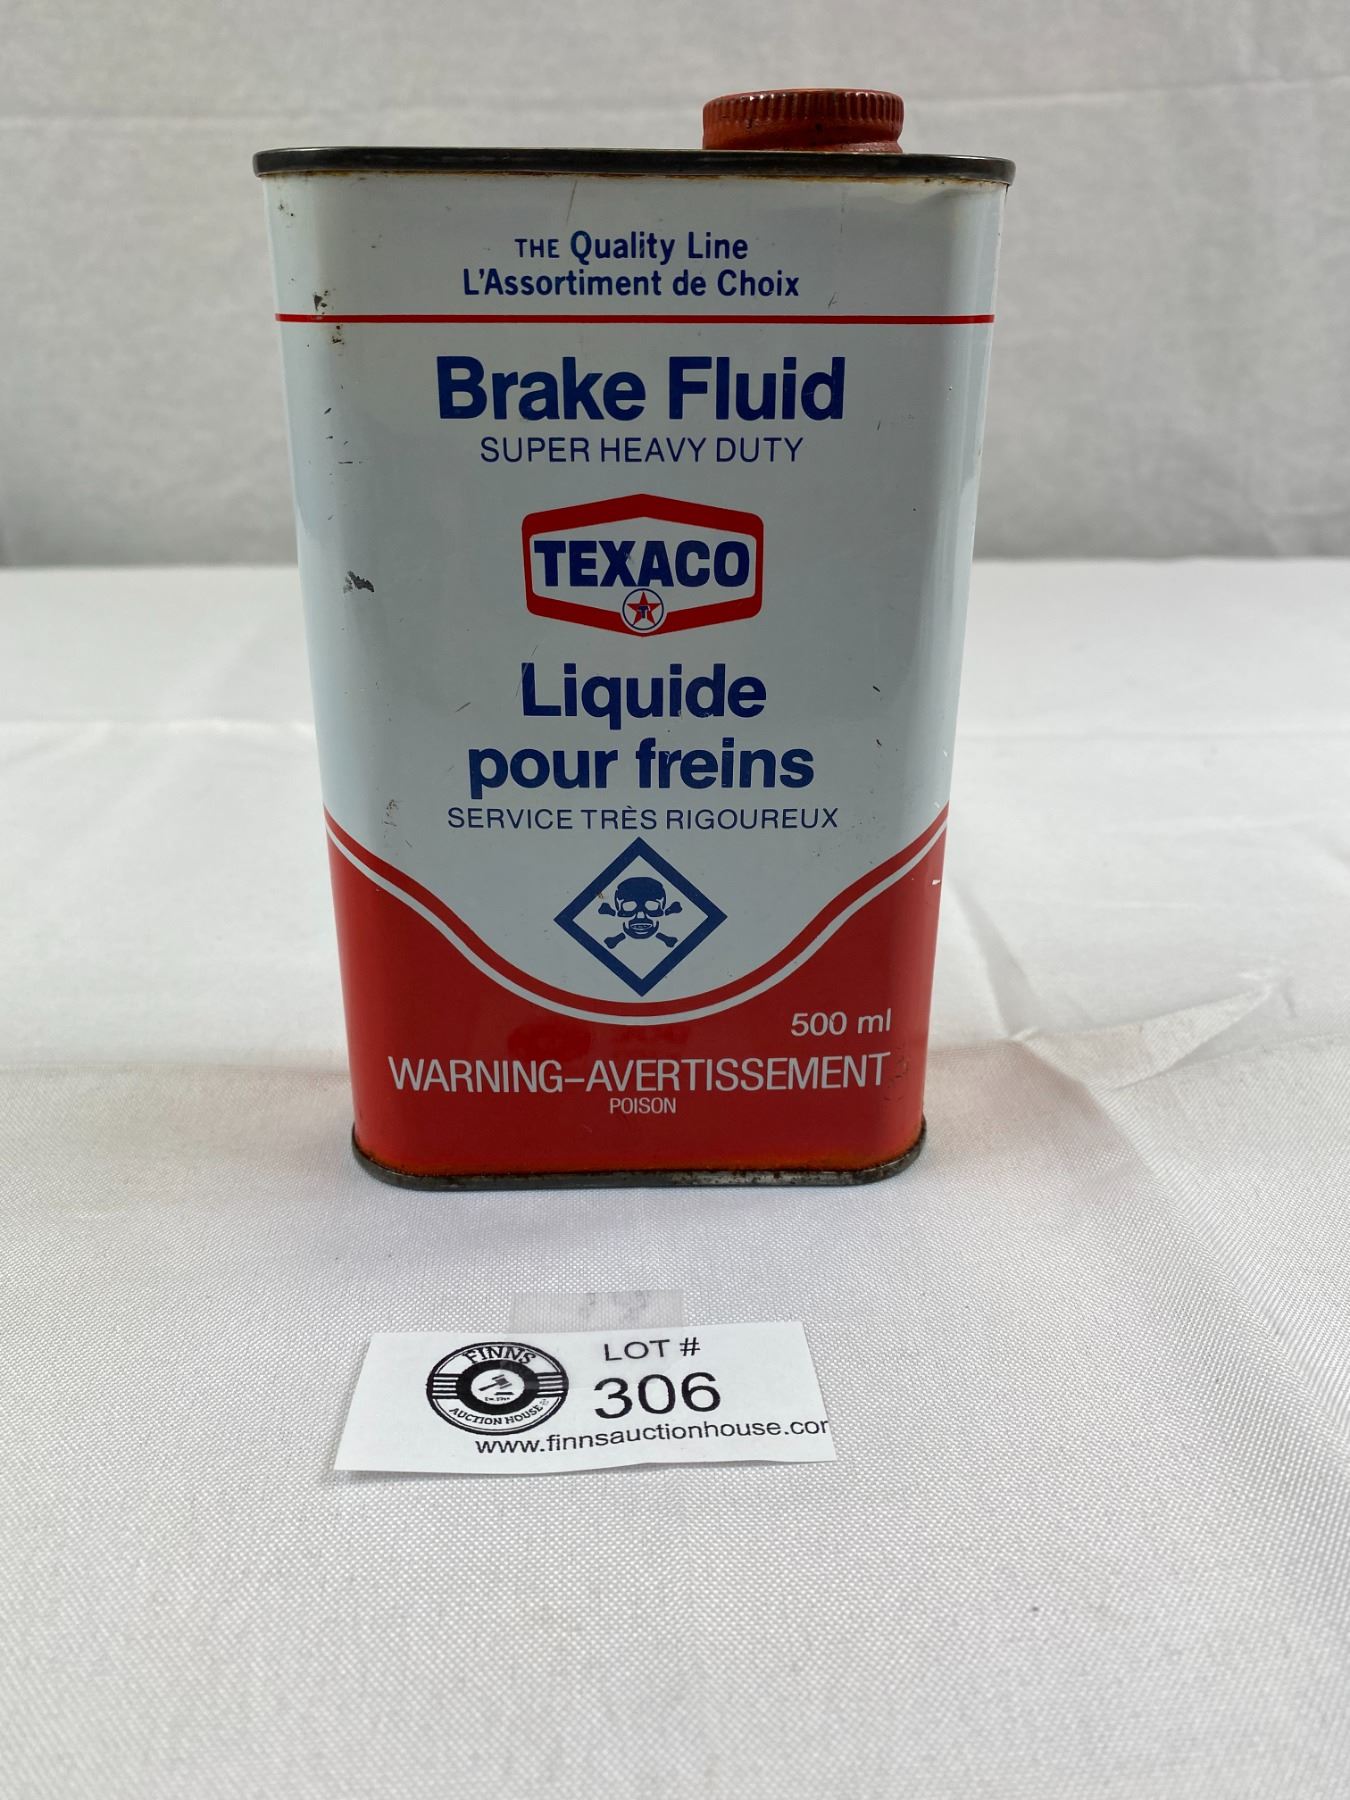 THE Quality Line
L'Assortiment de Choix
Brake Fluid
SUPER HEAVY DUTY
TEXACO
T
Liquide
pour freins
SERVICE TRÈS RIGOUREUX
500 ml
WARNING–AVERTISSEMENT
POISON
FINNS
AUCTION HOUSE
LOT #
306
www.finnsauctionhouse.com